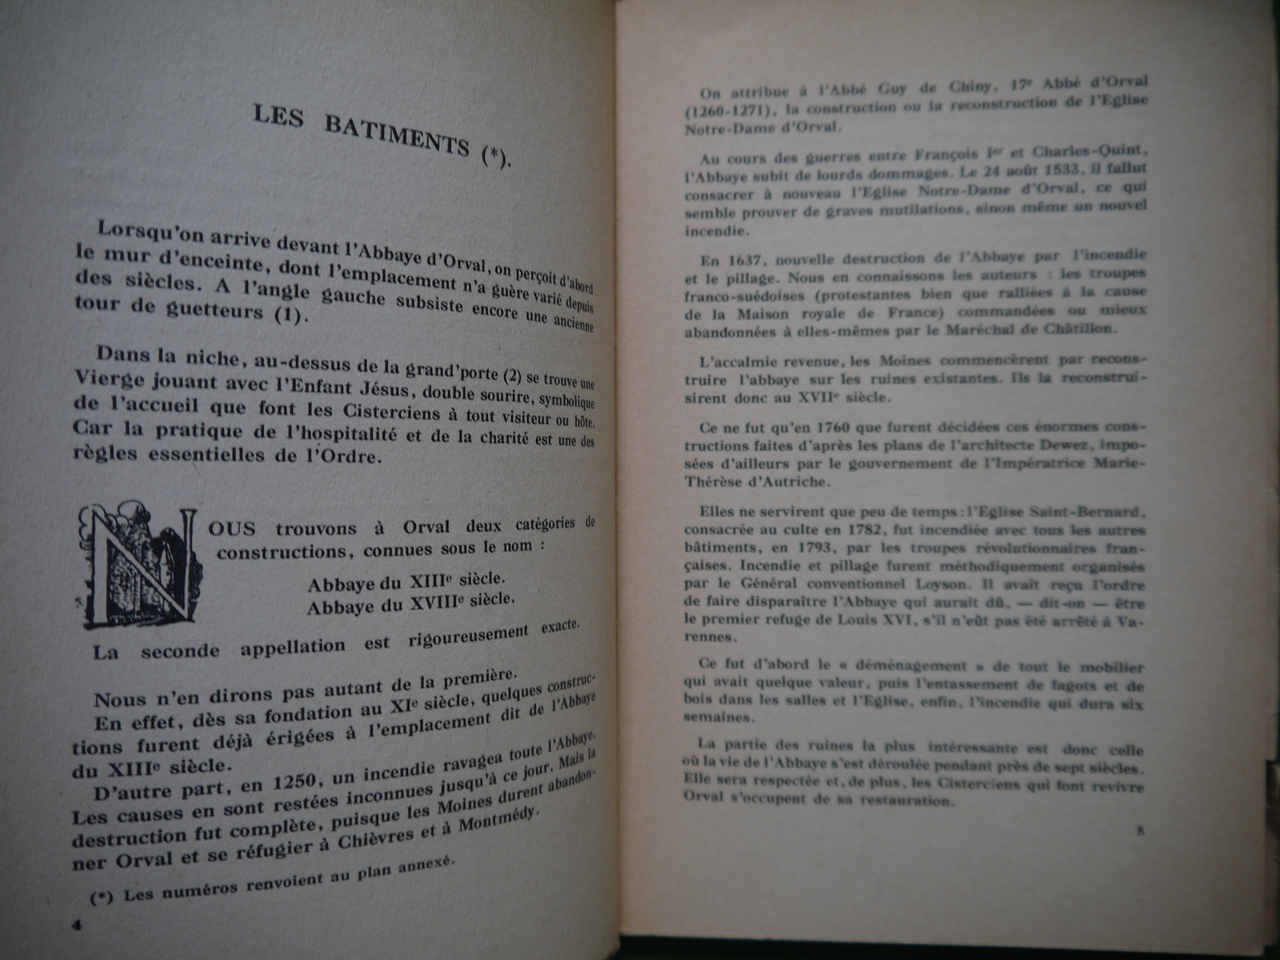 LES BATIMENTS (*).
Lorsqu'on arrive devant l'Abbaye d'Orval, on perçoit d'abord
le mur d'enceinte, dont l'emplacement n'a guère varié depuis
des siècles. A l'angle gauche subsiste encore une ancienne
tour de guetteurs (1).
Dans la niche, au-dessus de la grand'porte (2) se trouve une
Vierge jouant avec l'Enfant Jésus, double sourire, symbolique
de l'accueil que font les Cisterciens à tout visiteur ou hôte.
Car la pratique de l'hospitalité et de la charité est une des
règles essentielles de l'Ordre.
NOUS trouvons à Orval deux catégories de
constructions, connues sous le nom :
Abbaye du XIIIe siècle.
Abbaye du XVIIIe siècle.
La seconde appellation est rigoureusement exacte.
Nous n'en dirons pas autant de la première.
En effet, dès sa fondation au XIe siècle, quelques construc-
tions furent déjà érigées à l'emplacement dit de l'Abbaye
du XIIIe siècle.
D'autre part, en 1250, un incendie ravagea toute l'Abbaye.
Les causes en sont restées inconnues jusqu'à ce jour. Mais la
destruction fut complète, puisque les Moines durent abandon-
ner Orval et se réfugier à Chièvres et à Montmédy.
(*) Les numéros renvoient au plan annexé.
4
On attribue à l'Abbé Guy de Chiny, 17e Abbé d'Orval
(1260-1271), la construction ou la reconstruction de l'Eglise
Notre-Dame d'Orval.
Au cours des guerres entre François Ier et Charles-Quint,
l'Abbaye subit de lourds dommages. Le 24 août 1533, il fallut
consacrer à nouveau l'Eglise Notre-Dame d'Orval, ce qui
semble prouver de graves mutilations, sinon même un nouvel
incendie.
En 1637, nouvelle destruction de l'Abbaye par l'incendie
et le pillage. Nous en connaissons les auteurs : les troupes
franco-suédoises (protestantes bien que ralliées à la cause
de la Maison royale de France) commandées ou mieux
abandonnées à elles-mêmes par le Maréchal de Châtillon.
L'accalmie revenue, les Moines commencèrent par recons-
truire l'abbaye sur les ruines existantes. Ils la reconstrui-
sirent donc au XVIIe siècle.
Ce ne fut qu'en 1760 que furent décidées ces énormes cons-
tructions faites d'après les plans de l'architecte Dewez, impo-
sées d'ailleurs par le gouvernement de l'Impératrice Marie-
Thérèse d'Autriche.
Elles ne servirent que peu de temps : l'Eglise Saint-Bernard,
consacrée au culte en 1782, fut incendiée avec tous les autres
bâtiments, en 1793, par les troupes révolutionnaires fran-
çaises. Incendie et pillage furent méthodiquement organisés
par le Général conventionnel Loyson. Il avait reçu l'ordre
de faire disparaître l'Abbaye qui aurait dû, — dit-on — être
le premier refuge de Louis XVI, s'il n'eût pas été arrêté à Va-
rennes.
Ce fut d'abord le « déménagement » de tout le mobilier
qui avait quelque valeur, puis l'entassement de fagots et de
bois dans les salles et l'Eglise, enfin, l'incendie qui dura six
semaines.
La partie des ruines la plus intéressante est donc celle
où la vie de l'Abbaye s'est déroulée pendant près de sept siècles.
Elle sera respectée et, de plus, les Cisterciens qui font revivre
Orval s'occupent de sa restauration.
5